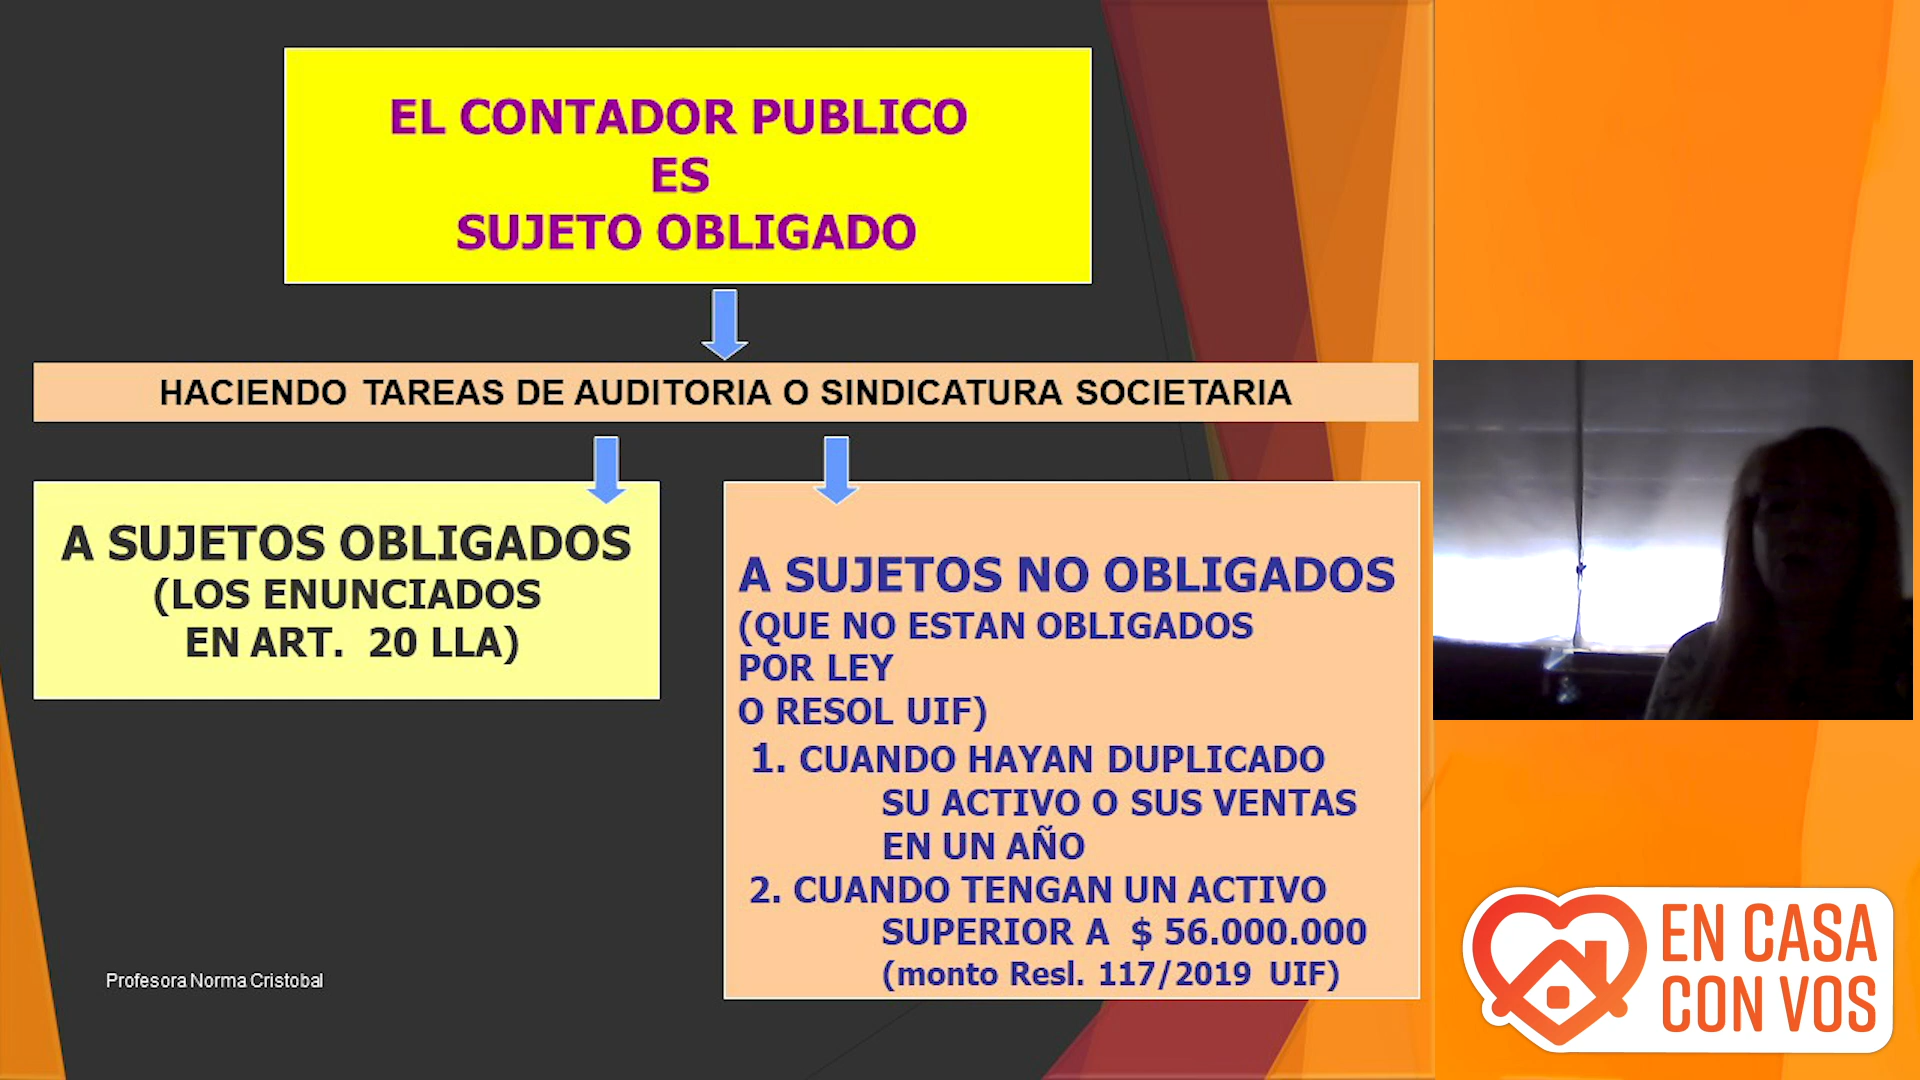 EL CONTADOR PUBLICO
ES
SUJETO OBLIGADO
HACIENDO TAREAS DE AUDITORIA O SINDICATURA SOCIETARIA
A SUJETOS OBLIGADOS
(LOS ENUNCIADOS
EN ART. 20 LLA)
A SUJETOS NO OBLIGADOS
(QUE NO ESTAN OBLIGADOS
POR LEY
O RESOL UIF)
1. CUANDO HAYAN DUPLICADO
SU ACTIVO O SUS VENTAS
EN UN AÑO
2. CUANDO TENGAN UN ACTIVO
SUPERIOR A $ 56.000.000
(monto Resl. 117/2019 UIF)
Profesora Norma Cristobal
EN CASA
CON VOS